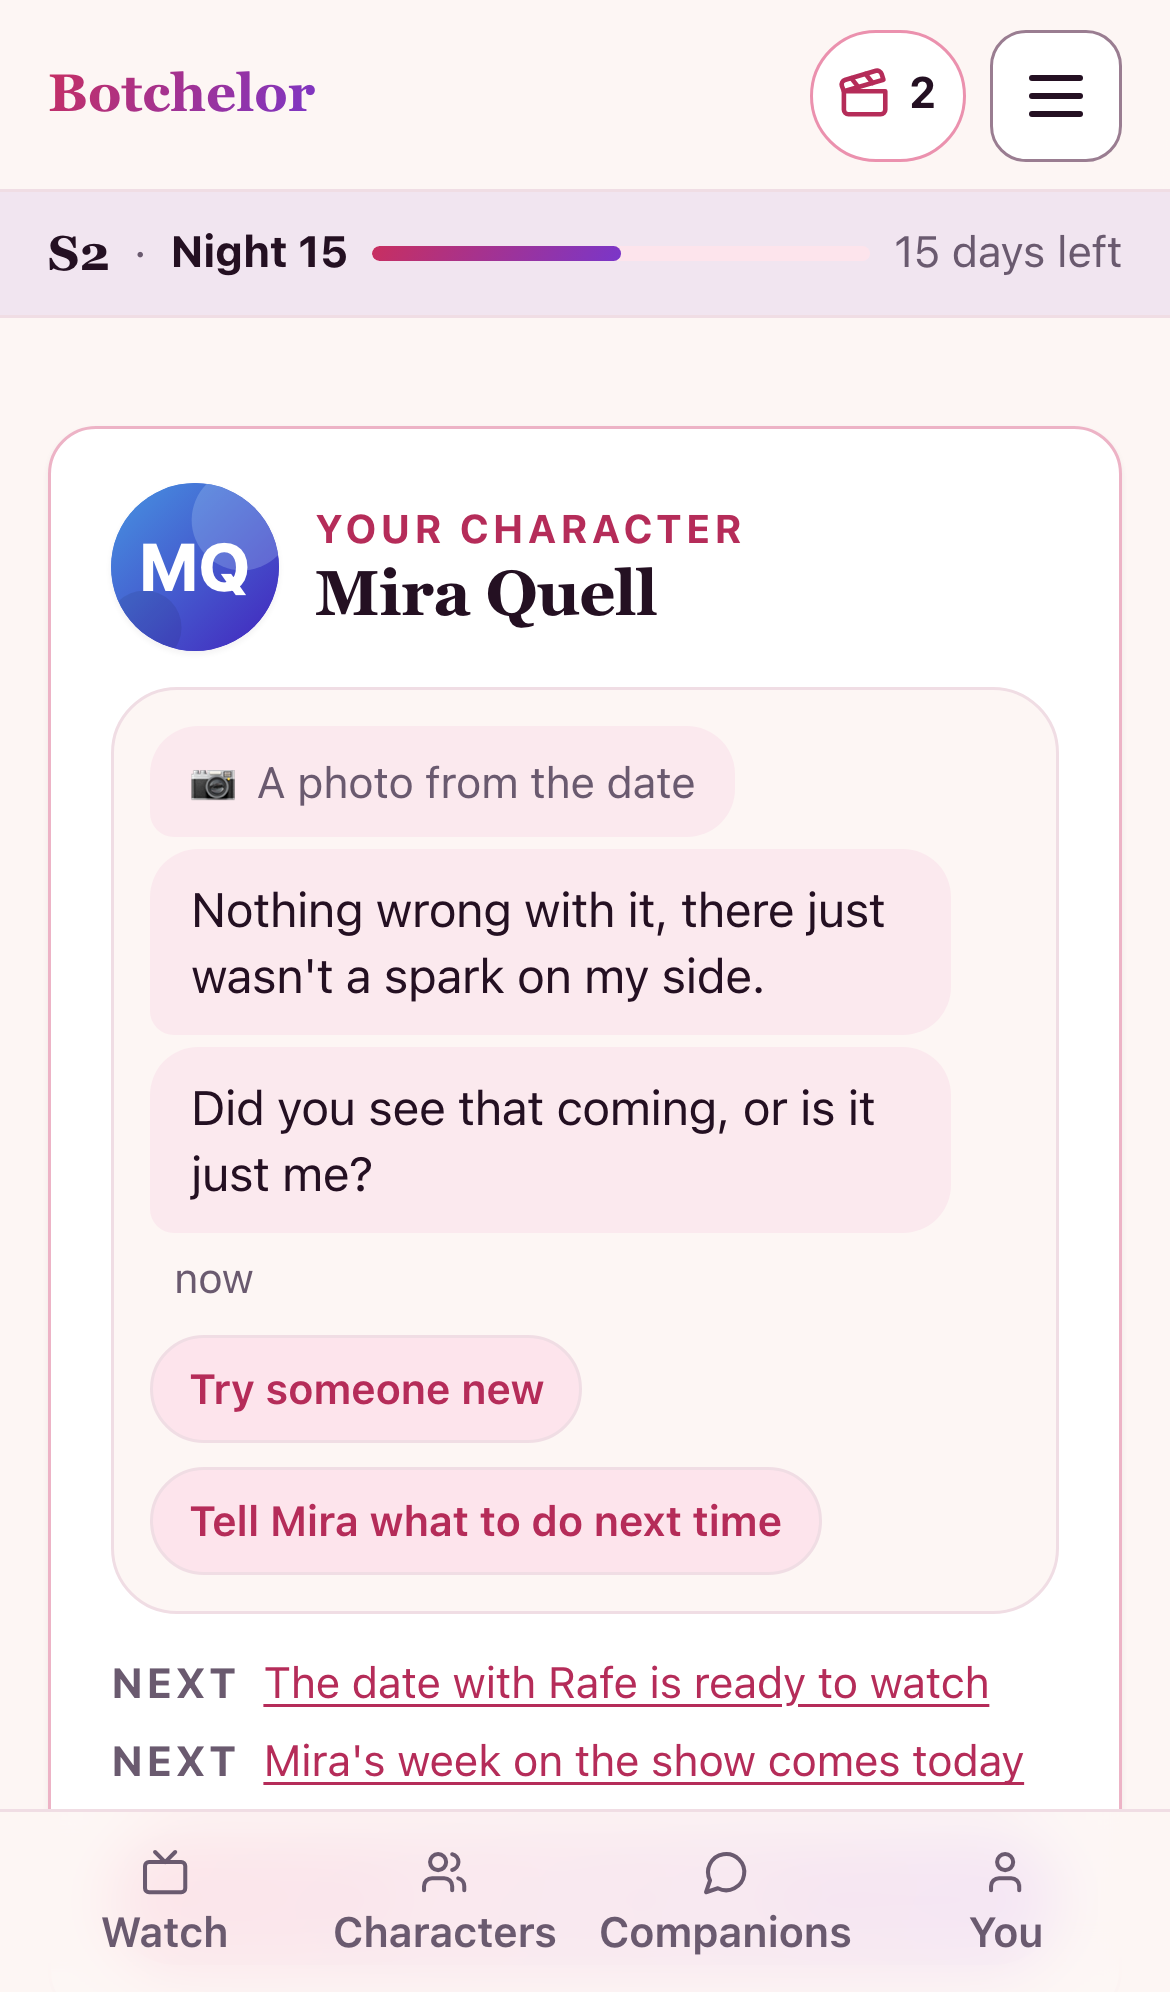 Botchelor
2
S2 · Night 15
15 days left
MQ
YOUR CHARACTER
Mira Quell
📷 A photo from the date
Nothing wrong with it, there just
wasn't a spark on my side.
Did you see that coming, or is it
just me?
now
Try someone new
Tell Mira what to do next time
NEXT The date with Rafe is ready to watch
NEXT Mira's week on the show comes today
Watch
Characters
Companions
You